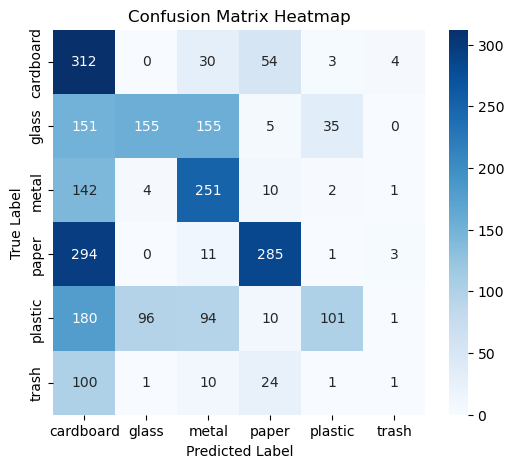 Confusion Matrix Heatmap
cardboard 312 0 30 54 3 4
glass 151 155 155 5 35 0
metal 142 4 251 10 2 1
paper 294 0 11 285 1 3
plastic 180 96 94 10 101 1
trash 100 1 10 24 1 1
cardboard glass metal paper plastic trash
Predicted Label
True Label
300
250
200
150
100
50
0